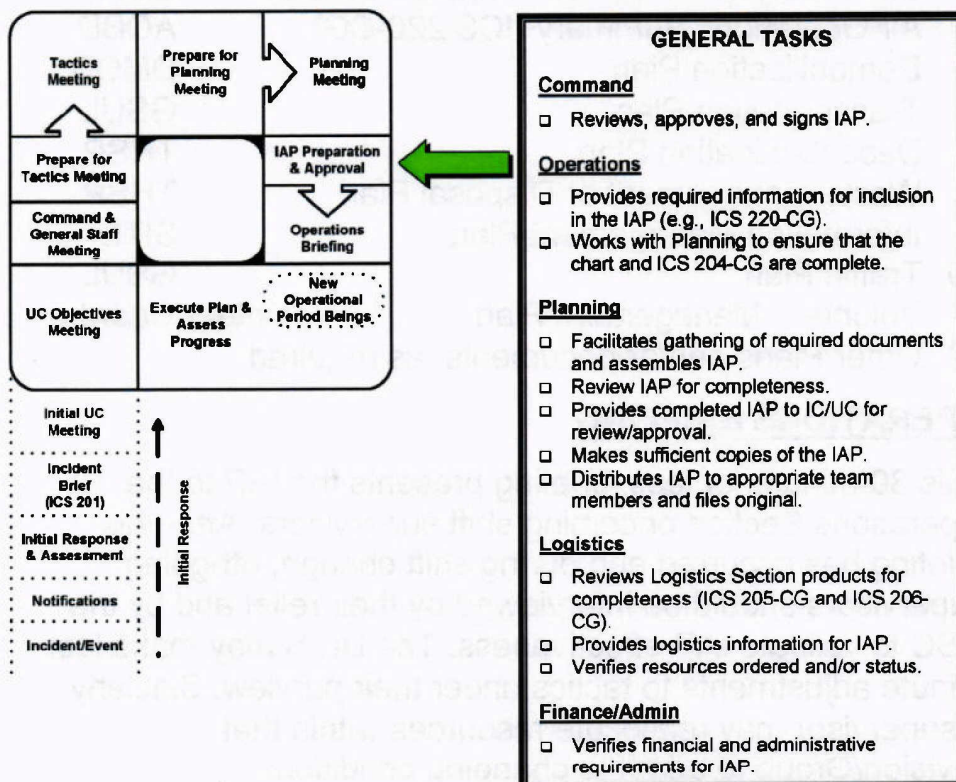 Tactics
Meeting
Prepare for
Planning
Meeting
Planning
Meeting
Prepare for
Tactics Meeting
IAP Preparation
& Approval
Command &
General Staff
Meeting
Operations
Briefing
UC Objectives
Meeting
Execute Plan &
Assess
Progress
New
Operational
Period Beings
Initial UC
Meeting
Incident
Brief
(ICS 201)
Initial Response
& Assessment
Notifications
Incident/Event
Initial Response
GENERAL TASKS
Command
❑ Reviews, approves, and signs IAP.
Operations
❑ Provides required information for inclusion
in the IAP (e.g., ICS 220-CG).
❑ Works with Planning to ensure that the
chart and ICS 204-CG are complete.
Planning
❑ Facilitates gathering of required documents
and assembles IAP.
❑ Review IAP for completeness.
❑ Provides completed IAP to IC/UC for
review/approval.
❑ Makes sufficient copies of the IAP.
❑ Distributes IAP to appropriate team
members and files original.
Logistics
❑ Reviews Logistics Section products for
completeness (ICS 205-CG and ICS 206-
CG).
❑ Provides logistics information for IAP.
❑ Verifies resources ordered and/or status.
Finance/Admin
❑ Verifies financial and administrative
requirements for IAP.